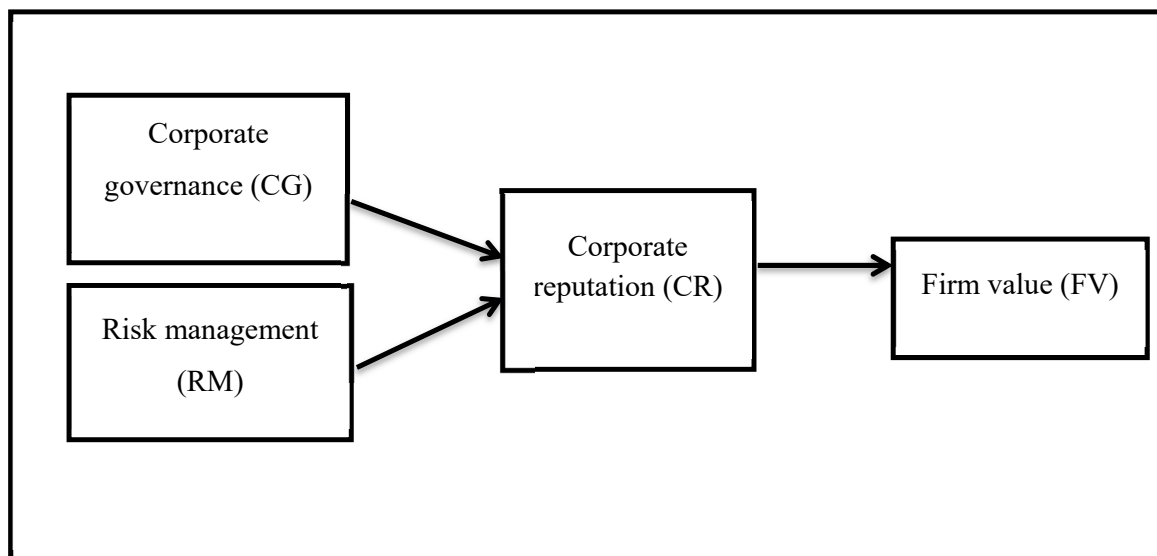 Corporate
governance (CG)
Risk management
(RM)
Corporate
reputation (CR)
Firm value (FV)